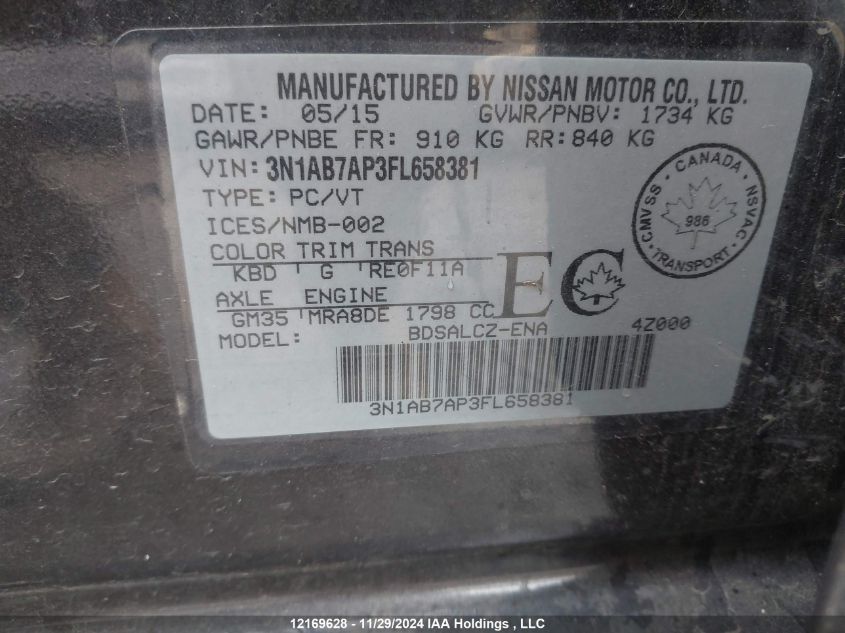 MANUFACTURED BY NISSAN MOTOR CO., LTD.
DATE: 05/15 GVWR/PNBV: 1734 KG
GAWR/PNBE FR: 910 KG RR:840 KG
VIN: 3N1AB7AP3FL658381
TYPE: PC/VT
ICES/NMB-002
COLOR TRIM TRANS
KBD G RE0F11A
AXLE ENGINE
GM35 MRA8DE 1798 CC
MODEL: BDSALCZ-ENA 4Z000
EC
CANADA
CMVSS NSVAC
986
TRANSPORT
3N1AB7AP3FL658381
12169628 - 11/29/2024 IAA Holdings , LLC